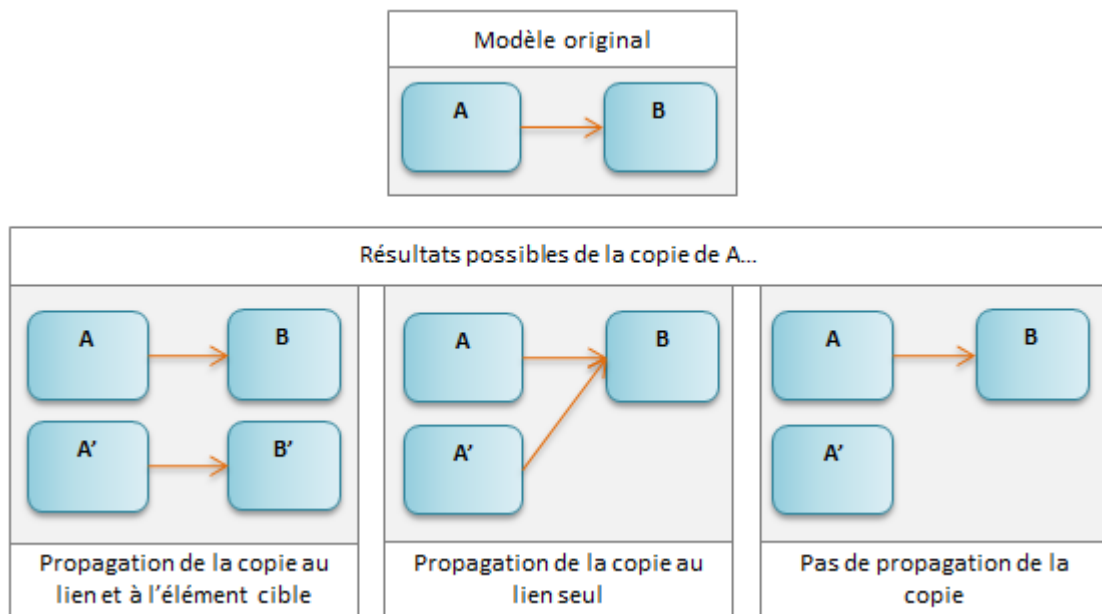 Modèle original
A
B
Résultats possibles de la copie de A...
A
B
A'
B'
Propagation de la copie au
lien et à l'élément cible
A
B
A'
Propagation de la copie au
lien seul
A
B
A'
Pas de propagation de la
copie